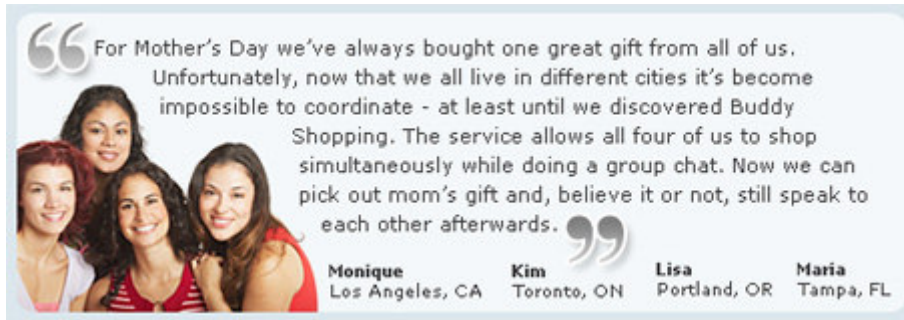 “ For Mother's Day we've always bought one great gift from all of us.
Unfortunately, now that we all live in different cities it's become
impossible to coordinate - at least until we discovered Buddy
Shopping. The service allows all four of us to shop
simultaneously while doing a group chat. Now we can
pick out mom's gift and, believe it or not, still speak to
each other afterwards. ”
Monique Kim Lisa Maria
Los Angeles, CA Toronto, ON Portland, OR Tampa, FL